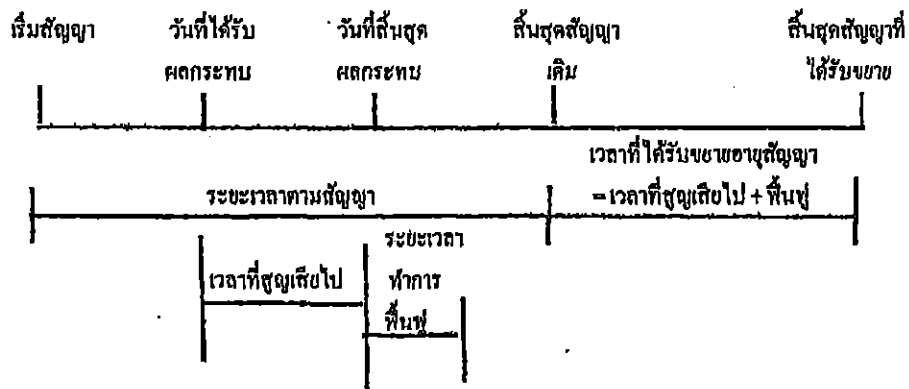 เริ่มสัญญา วันที่ได้รับ วันที่สิ้นสุด สิ้นสุดสัญญา สิ้นสุดสัญญาที่
ผลกระทบ ผลกระทบ เดิม ได้รับขยาย
เวลาที่ได้รับขยายอายุสัญญา
ระยะเวลาตามสัญญา =เวลาที่สูญเสียไป + ฟื้นฟู
ระยะเวลา
เวลาที่สูญเสียไป ทำการ
ฟื้นฟู